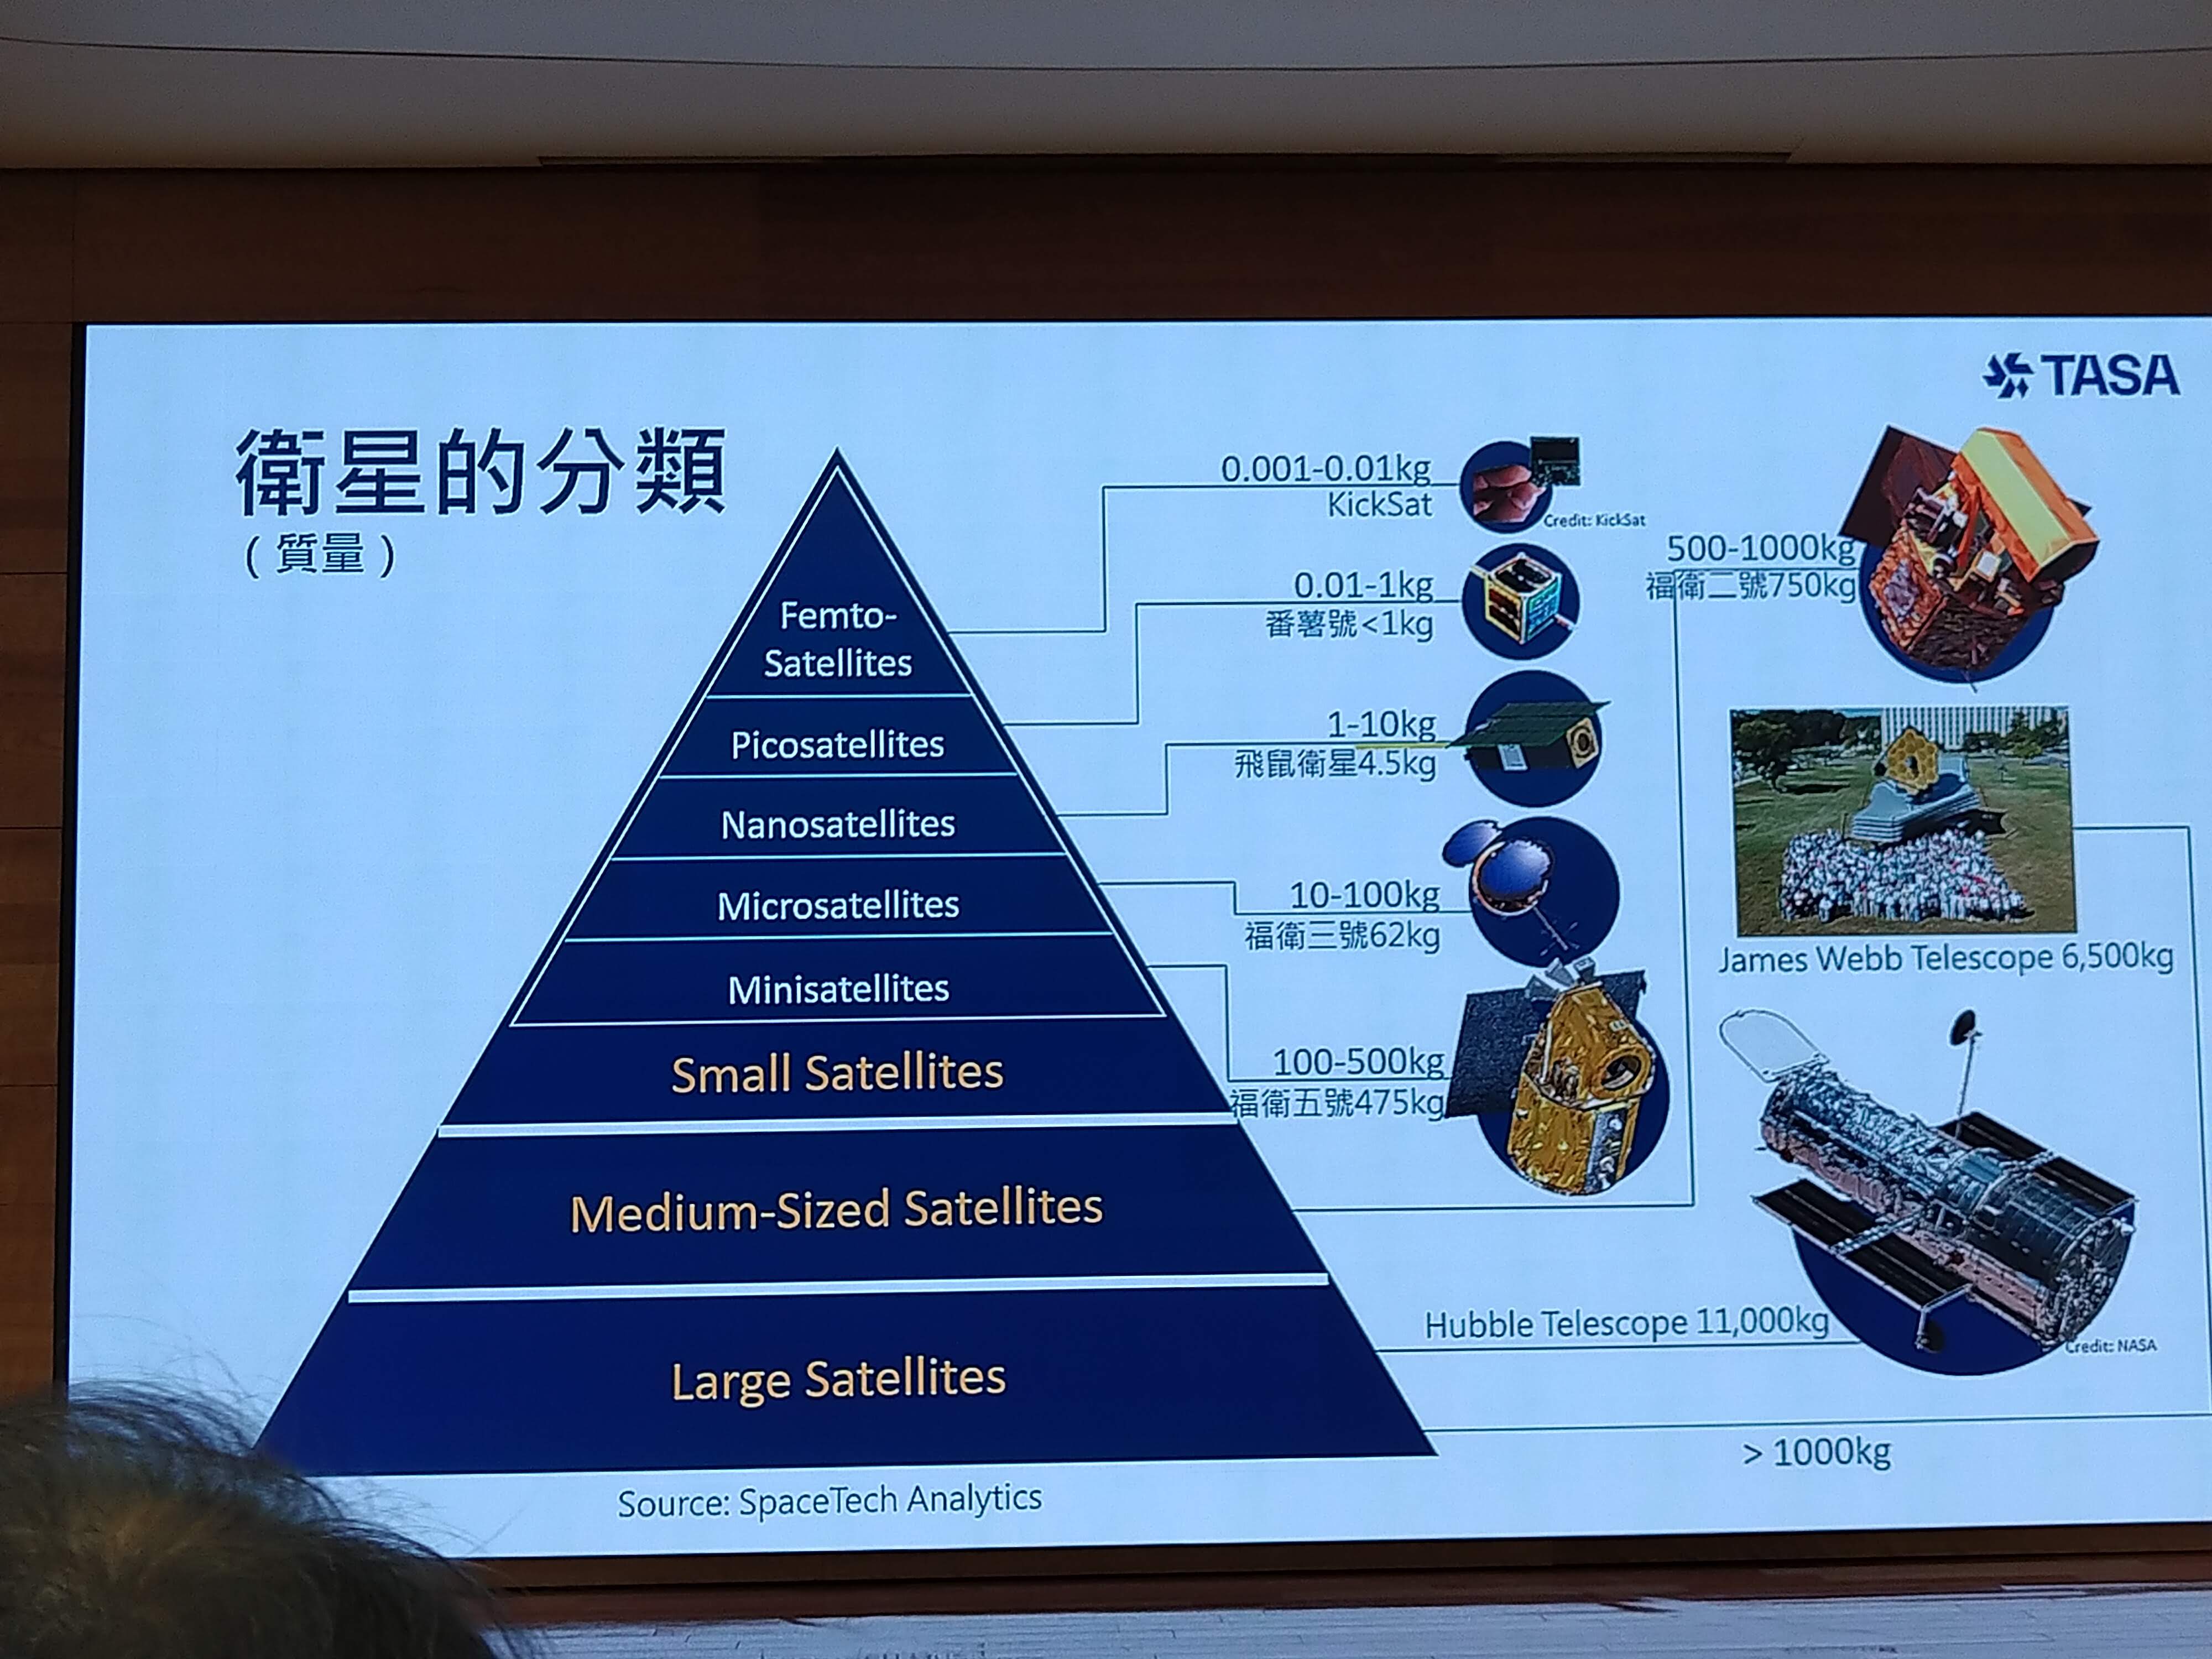 TASA
衛星的分類
(質量)
Femto-
Satellites
Picosatellites
Nanosatellites
Microsatellites
Minisatellites
Small Satellites
Medium-Sized Satellites
Large Satellites
Source: SpaceTech Analytics
0.001-0.01kg
KickSat
Credit: KickSat
0.01-1kg
番薯號<1kg
1-10kg
飛鼠衛星4.5kg
10-100kg
福衛三號62kg
100-500kg
福衛五號475kg
500-1000kg
福衛二號750kg
James Webb Telescope 6,500kg
Hubble Telescope 11,000kg
Credit: NASA
> 1000kg